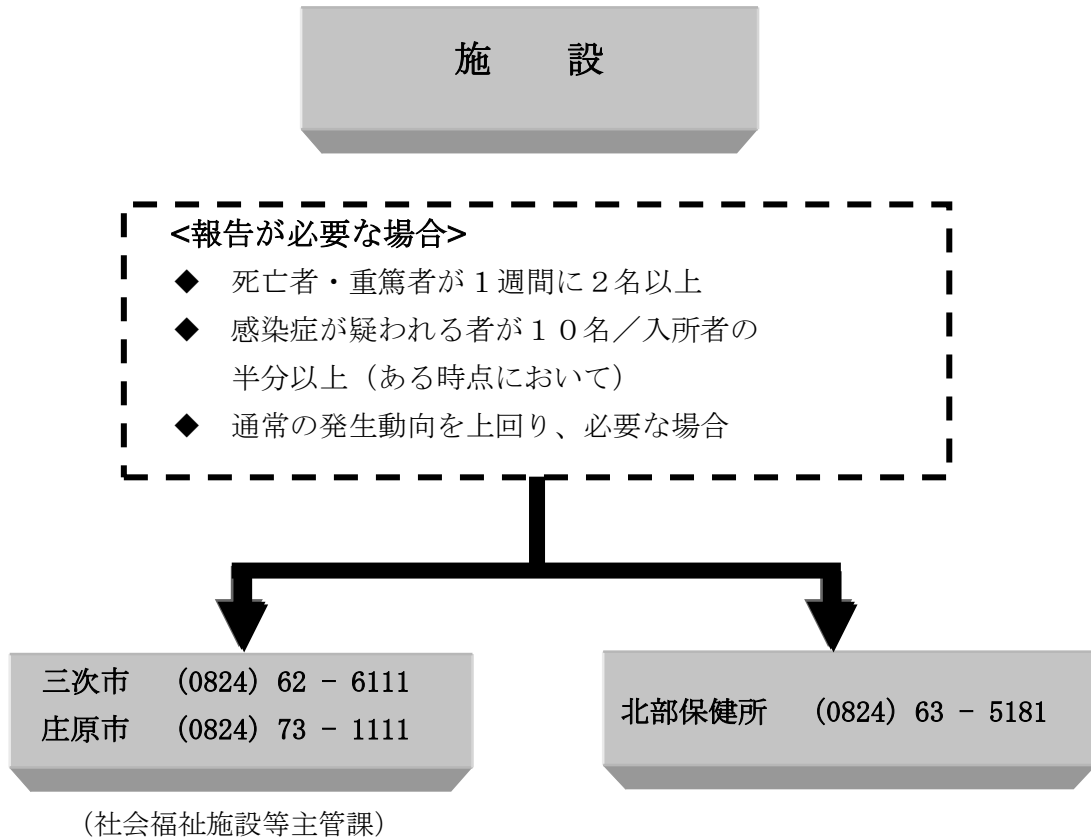 施　　設
<報告が必要な場合>
◆　死亡者・重篤者が１週間に２名以上
◆　感染症が疑われる者が１０名／入所者の
半分以上（ある時点において）
◆　通常の発生動向を上回り、必要な場合
三次市　(0824) 62 - 6111
庄原市　(0824) 73 - 1111
北部保健所　(0824) 63 - 5181
（社会福祉施設等主管課）